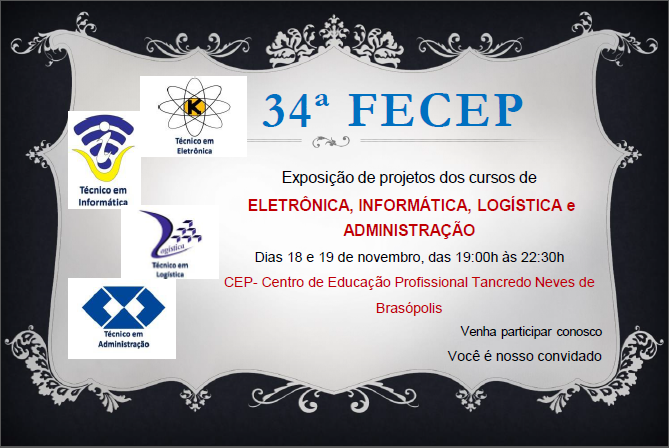 34ª FECEP
K
Técnico em
Eletrônica
i
Técnico em
Informática
Logística
Técnico em
Logística
Técnico em
Administração
Exposição de projetos dos cursos de
ELETRÔNICA, INFORMÁTICA, LOGÍSTICA e
ADMINISTRAÇÃO
Dias 18 e 19 de novembro, das 19:00h às 22:30h
CEP- Centro de Educação Profissional Tancredo Neves de
Brasópolis
Venha participar conosco
Você é nosso convidado